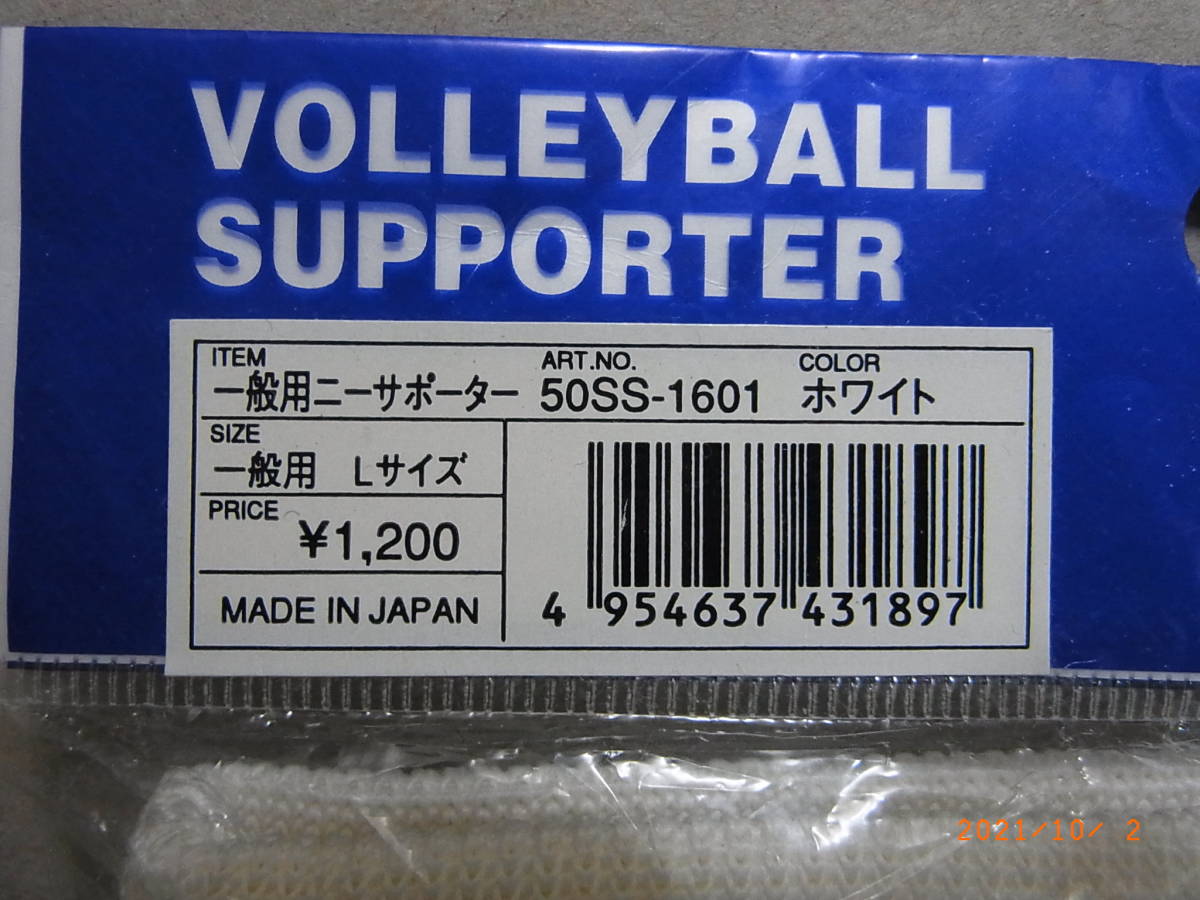 VOLLEYBALL
SUPPORTER
ITEM ART.NO. COLOR
一般用ニーサポーター 50SS-1601 ホワイト
SIZE
一般用 Lサイズ
PRICE
¥1,200
MADE IN JAPAN
4 954637 431897
2021/10/ 2